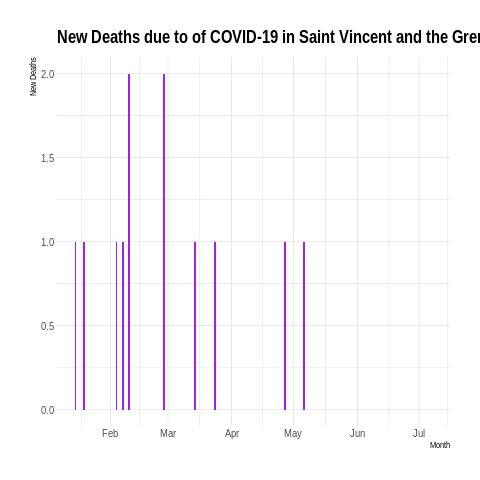 New Deaths due to of COVID-19 in Saint Vincent and the Gren
New Deaths
2.0
1.5
1.0
0.5
0.0
Feb Mar Apr May Jun Jul
Month